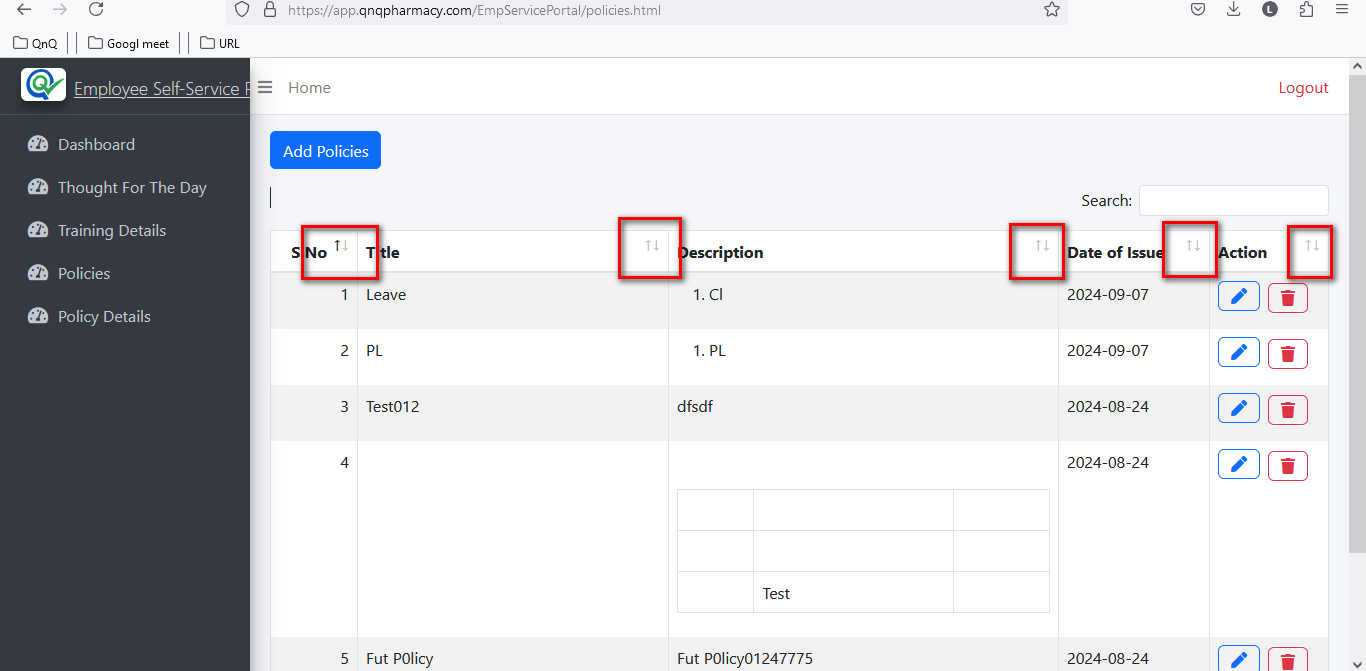 https://app.qnqpharmacy.com/EmpServicePortal/policies.html
L
QnQ Googl meet URL
Employee Self-Service P
Home
Logout
Dashboard
Thought For The Day
Training Details
Policies
Policy Details
Add Policies
Search:
S No Title Description Date of Issue Action
1 Leave 1. Cl 2024-09-07
2 PL 1. PL 2024-09-07
3 Test012 dfsdf 2024-08-24
4 2024-08-24
Test
5 Fut P0licy Fut P0licy01247775 2024-08-24